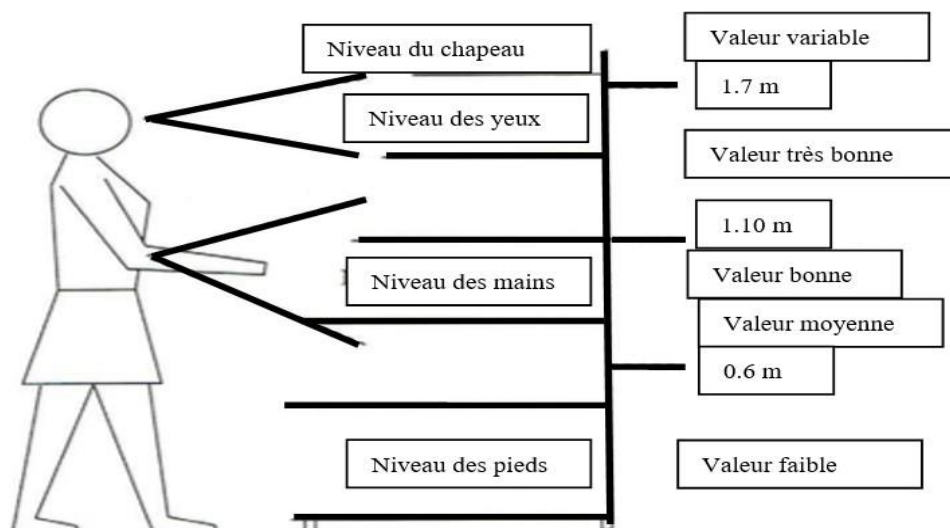 Niveau du chapeau
Valeur variable
1.7 m
Niveau des yeux
Valeur très bonne
1.10 m
Niveau des mains
Valeur bonne
Valeur moyenne
0.6 m
Niveau des pieds
Valeur faible